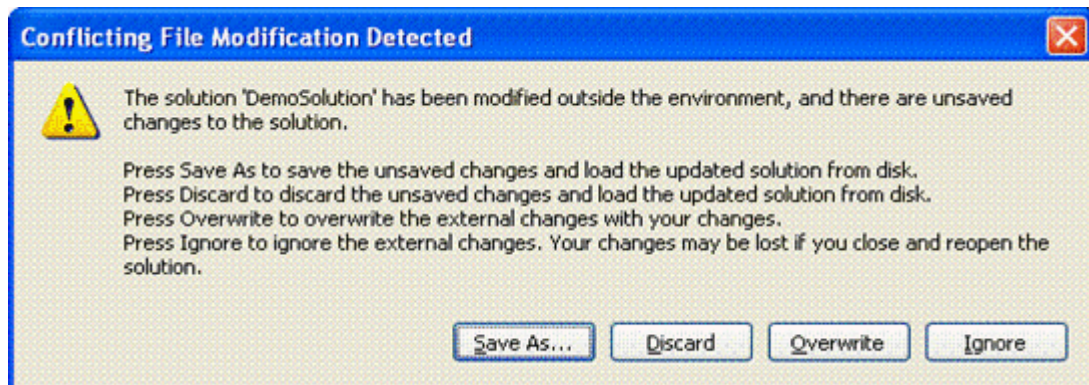 Conflicting File Modification Detected
The solution 'DemoSolution' has been modified outside the environment, and there are unsaved
changes to the solution.
Press Save As to save the unsaved changes and load the updated solution from disk.
Press Discard to discard the unsaved changes and load the updated solution from disk.
Press Overwrite to overwrite the external changes with your changes.
Press Ignore to ignore the external changes. Your changes may be lost if you close and reopen the
solution.
Save As... Discard Overwrite Ignore